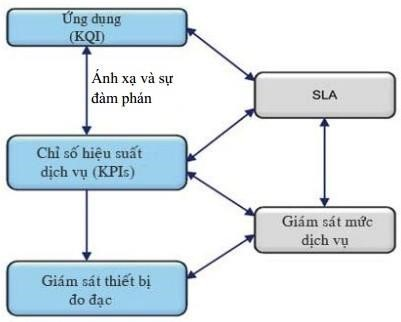 Ứng dụng
(KQI)
Ánh xạ và sự
đàm phán
SLA
Chỉ số hiệu suất
dịch vụ (KPIs)
Giám sát mức
dịch vụ
Giám sát thiết bị
đo đạc